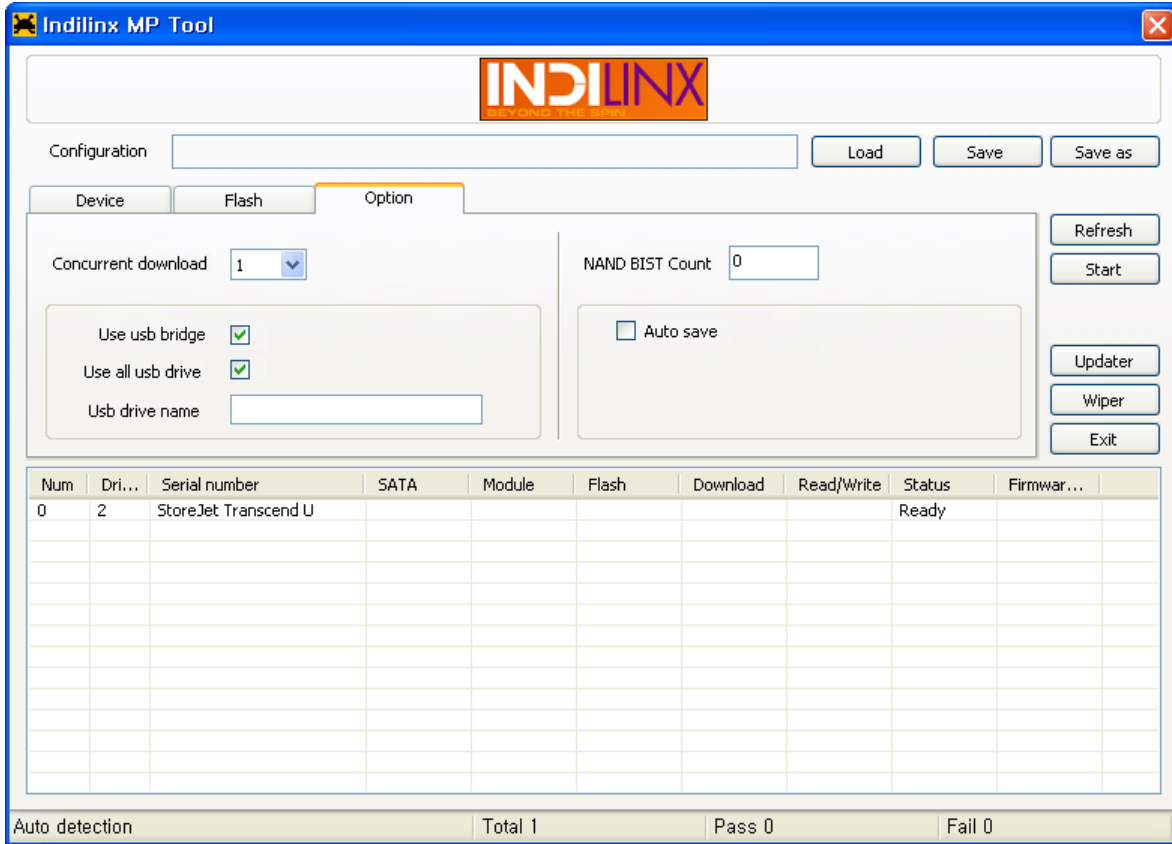 Indilinx MP Tool
INDILINX
BEYOND THE SPIN
Configuration Load Save Save as
Device Flash Option
Refresh
Concurrent download 1 NAND BIST Count 0
Start
Use usb bridge Auto save
Use all usb drive Updater
Usb drive name Wiper
Exit
Num Dri... Serial number SATA Module Flash Download Read/Write Status Firmwar...
0 2 StoreJet Transcend U Ready
Auto detection Total 1 Pass 0 Fail 0